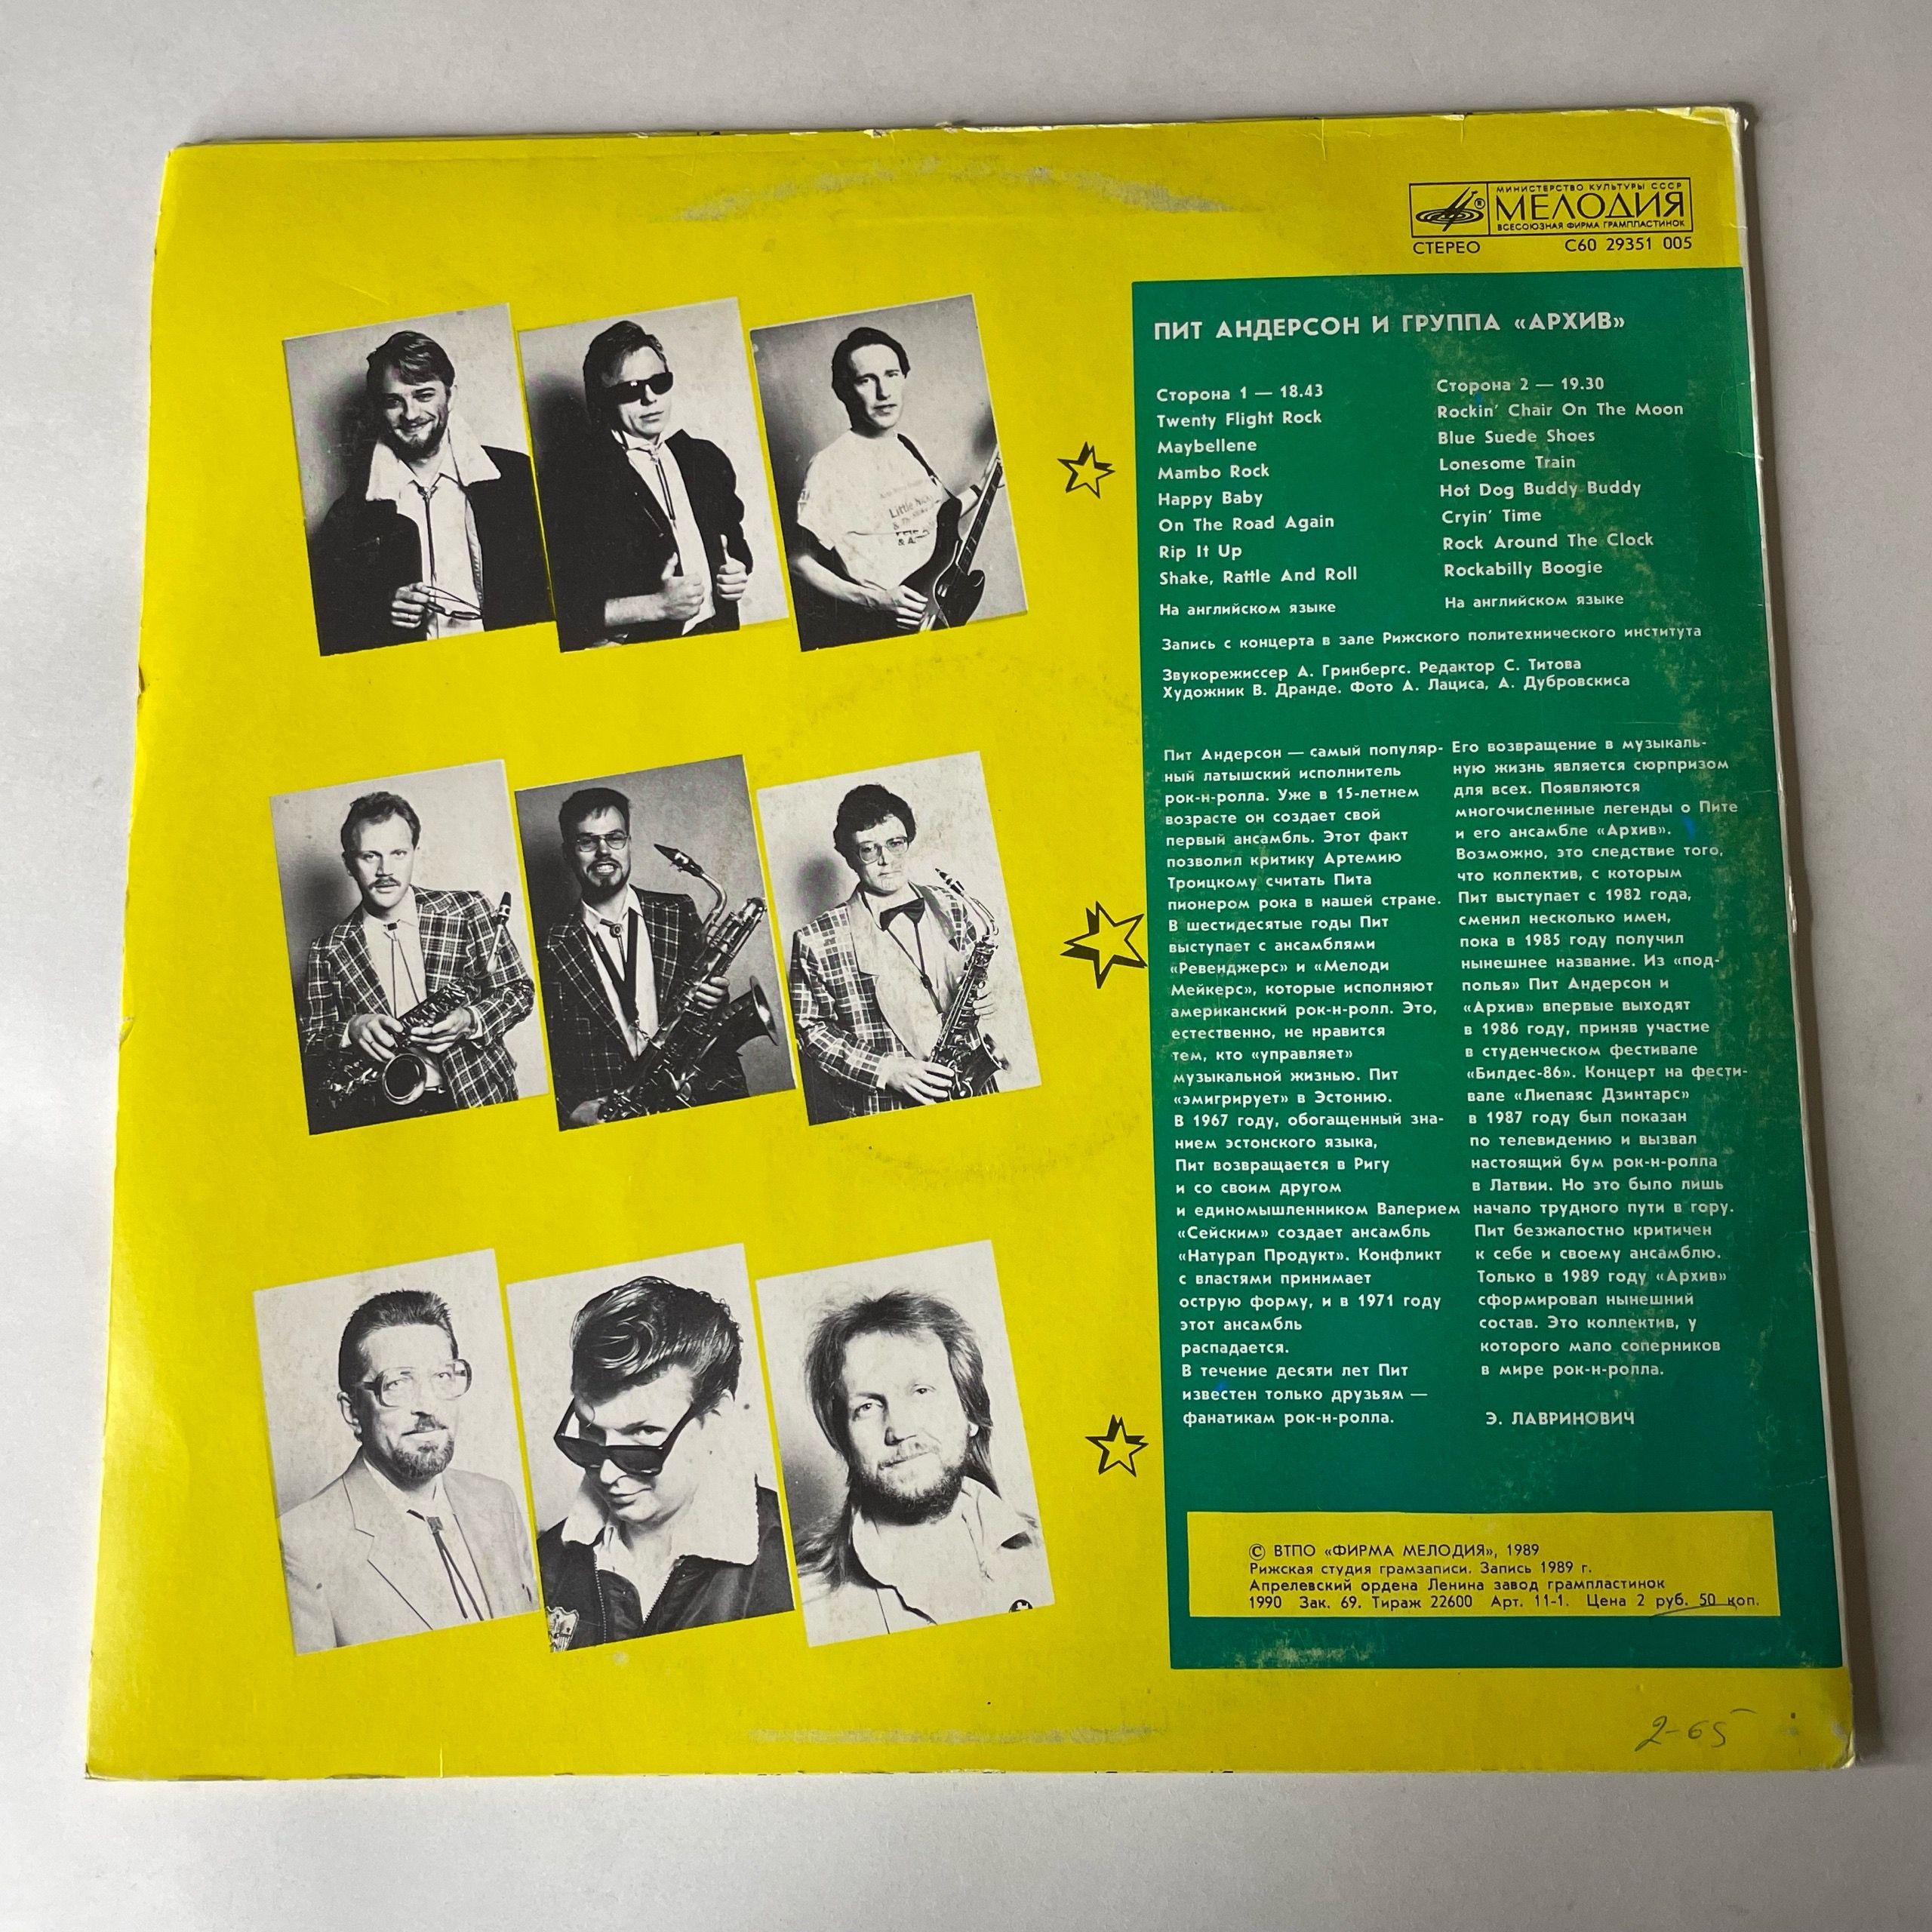 МИНИСТЕРСТВО КУЛЬТУРЫ СССР
МЕЛОДИЯ
ВСЕСОЮЗНАЯ ФИРМА ГРАМПЛАСТИНОК
СТЕРЕО С60 29351 005
ПИТ АНДЕРСОН И ГРУППА «АРХИВ»
Сторона 1 — 18.43
Twenty Flight Rock
Maybellene
Mambo Rock
Happy Baby
On The Road Again
Rip It Up
Shake, Rattle And Roll
На английском языке
Сторона 2 — 19.30
Rockin' Chair On The Moon
Blue Suede Shoes
Lonesome Train
Hot Dog Buddy Buddy
Cryin' Time
Rock Around The Clock
Rockabilly Boogie
На английском языке
Запись с концерта в зале Рижского политехнического института
Звукорежиссер А. Гринбергс. Редактор С. Титова
Художник В. Дранде. Фото А. Лациса, А. Дубровскиса
Пит Андерсон — самый популяр-
ный латышский исполнитель
рок-н-ролла. Уже в 15-летнем
возрасте он создает свой
первый ансамбль. Этот факт
позволил критику Артемию
Троицкому считать Пита
пионером рока в нашей стране.
В шестидесятые годы Пит
выступает с ансамблями
«Ревенджерс» и «Мелоди
Мейкерс», которые исполняют
американский рок-н-ролл. Это,
естественно, не нравится
тем, кто «управляет»
музыкальной жизнью. Пит
«эмигрирует» в Эстонию.
В 1967 году, обогащенный зна-
нием эстонского языка,
Пит возвращается в Ригу
и со своим другом
и единомышленником Валерием
«Сейским» создает ансамбль
«Натурал Продукт». Конфликт
с властями принимает
острую форму, и в 1971 году
этот ансамбль
распадается.
В течение десяти лет Пит
известен только друзьям —
фанатикам рок-н-ролла.
Его возвращение в музыкаль-
ную жизнь является сюрпризом
для всех. Появляются
многочисленные легенды о Пите
и его ансамбле «Архив».
Возможно, это следствие того,
что коллектив, с которым
Пит выступает с 1982 года,
сменил несколько имен,
пока в 1985 году получил
нынешнее название. Из «под-
полья» Пит Андерсон и
«Архив» впервые выходят
в 1986 году, приняв участие
в студенческом фестивале
«Билдес-86». Концерт на фести-
вале «Лиепаяс Дзинтарс»
в 1987 году был показан
по телевидению и вызвал
настоящий бум рок-н-ролла
в Латвии. Но это было лишь
начало трудного пути в гору.
Пит безжалостно критичен
к себе и своему ансамблю.
Только в 1989 году «Архив»
сформировал нынешний
состав. Это коллектив, у
которого мало соперников
в мире рок-н-ролла.
Э. ЛАВРИНОВИЧ
© ВТПО «ФИРМА МЕЛОДИЯ», 1989
Рижская студия грамзаписи. Запись 1989 г.
Апрелевский ордена Ленина завод грампластинок
1990 Зак. 69. Тираж 22600 Арт. 11-1. Цена 2 руб. 50 коп.
2-65